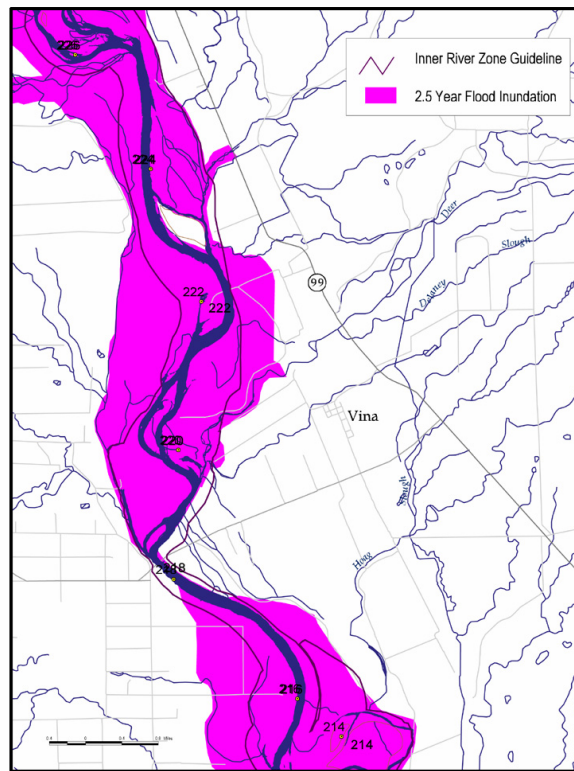 Inner River Zone Guideline
2.5 Year Flood Inundation
224
Deer
Slough
99
222
222
Vina
220
Slough
Hoag
216
214
214